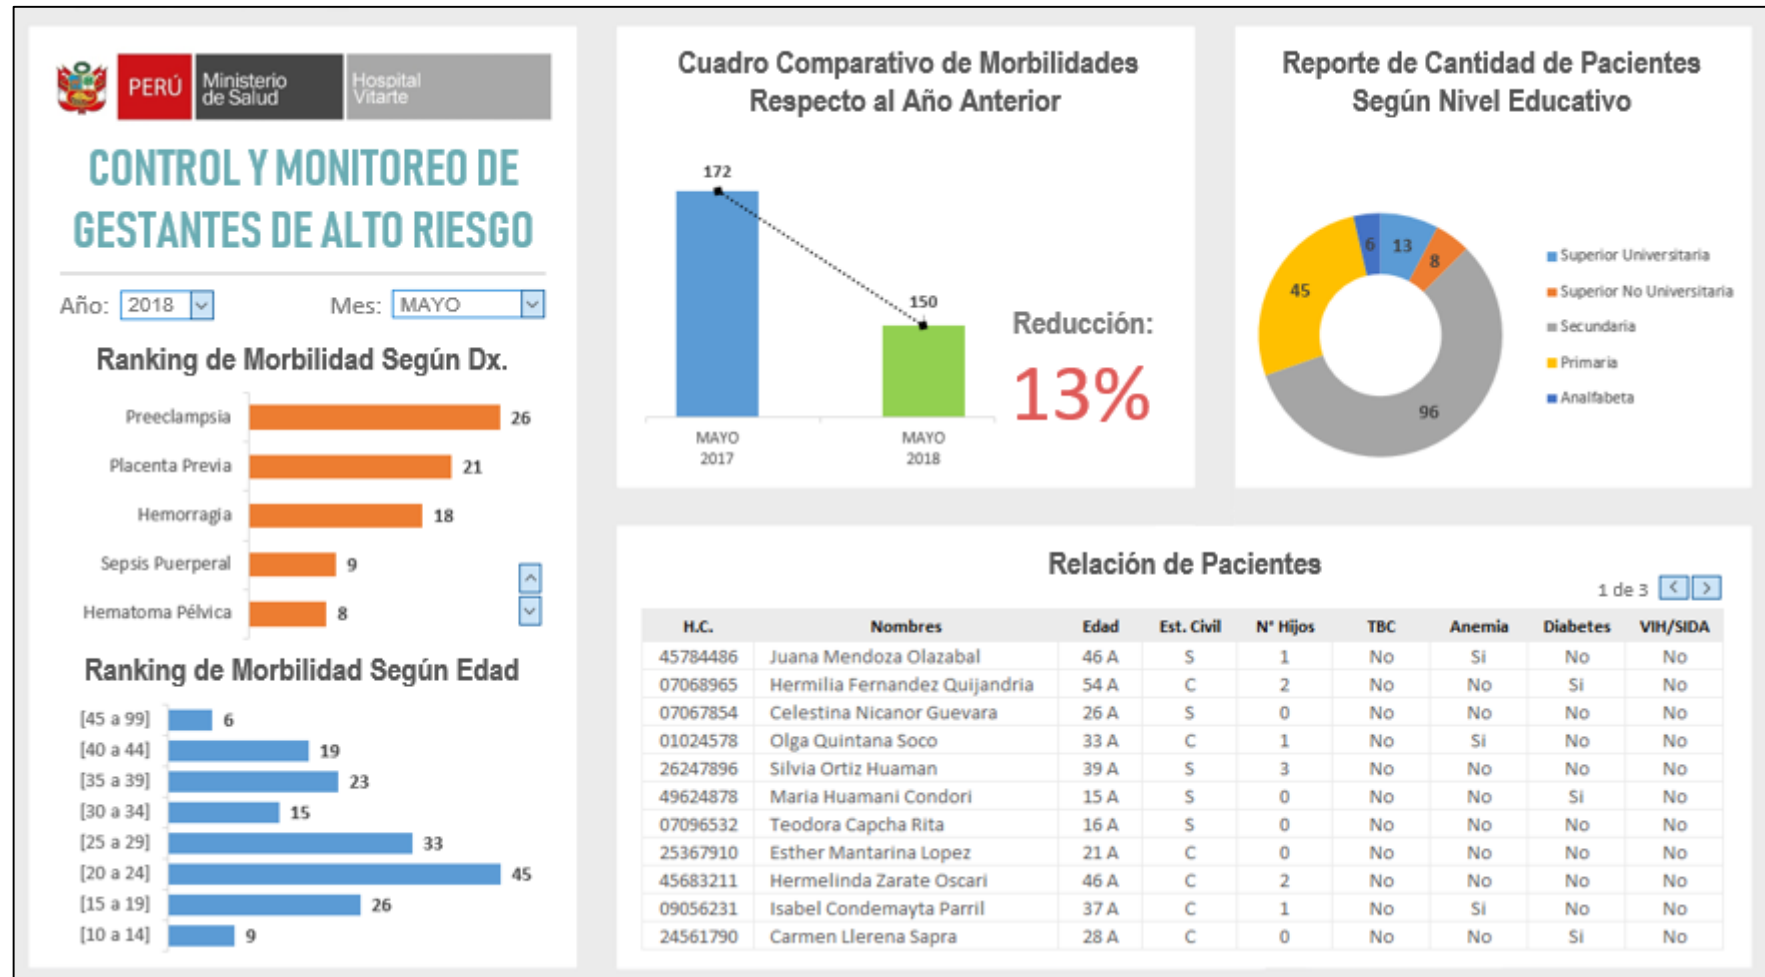 PERÚ
Ministerio
de Salud
Hospital
Vitarte
CONTROL Y MONITOREO DE
GESTANTES DE ALTO RIESGO
Año: 2018 Mes: MAYO
Ranking de Morbilidad Según Dx.
Preeclampsia 26
Placenta Previa 21
Hemorragia 18
Sepsis Puerperal 9
Hematoma Pélvica 8
Ranking de Morbilidad Según Edad
[45 a 99] 6
[40 a 44] 19
[35 a 39] 23
[30 a 34] 15
[25 a 29] 33
[20 a 24] 45
[15 a 19] 26
[10 a 14] 9
Cuadro Comparativo de Morbilidades
Respecto al Año Anterior
172
150
Reducción:
13%
MAYO
2017
MAYO
2018
Reporte de Cantidad de Pacientes
Según Nivel Educativo
6
13
8
45
96
Superior Universitaria
Superior No Universitaria
Secundaria
Primaria
Analfabeta
Relación de Pacientes
1 de 3
H.C. Nombres Edad Est. Civil N° Hijos TBC Anemia Diabetes VIH/SIDA
45784486 Juana Mendoza Olazabal 46 A S 1 No Si No No
07068965 Hermilia Fernandez Quijandria 54 A C 2 No No Si No
07067854 Celestina Nicanor Guevara 26 A S 0 No No No No
01024578 Olga Quintana Soco 33 A C 1 No Si No No
26247896 Silvia Ortiz Huaman 39 A S 3 No No No No
49624878 Maria Huamani Condori 15 A S 0 No No Si No
07096532 Teodora Capcha Rita 16 A S 0 No No No No
25367910 Esther Mantarina Lopez 21 A C 0 No No No No
45683211 Hermelinda Zarate Oscari 46 A C 2 No No No No
09056231 Isabel Condemayta Parril 37 A C 1 No Si No No
24561790 Carmen Llerena Sapra 28 A C 0 No No Si No